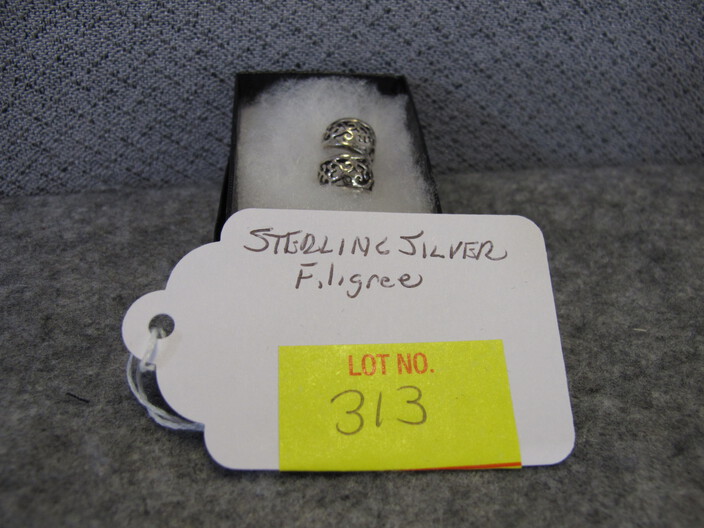 STERLING SILVER
Filigree
LOT NO.
313